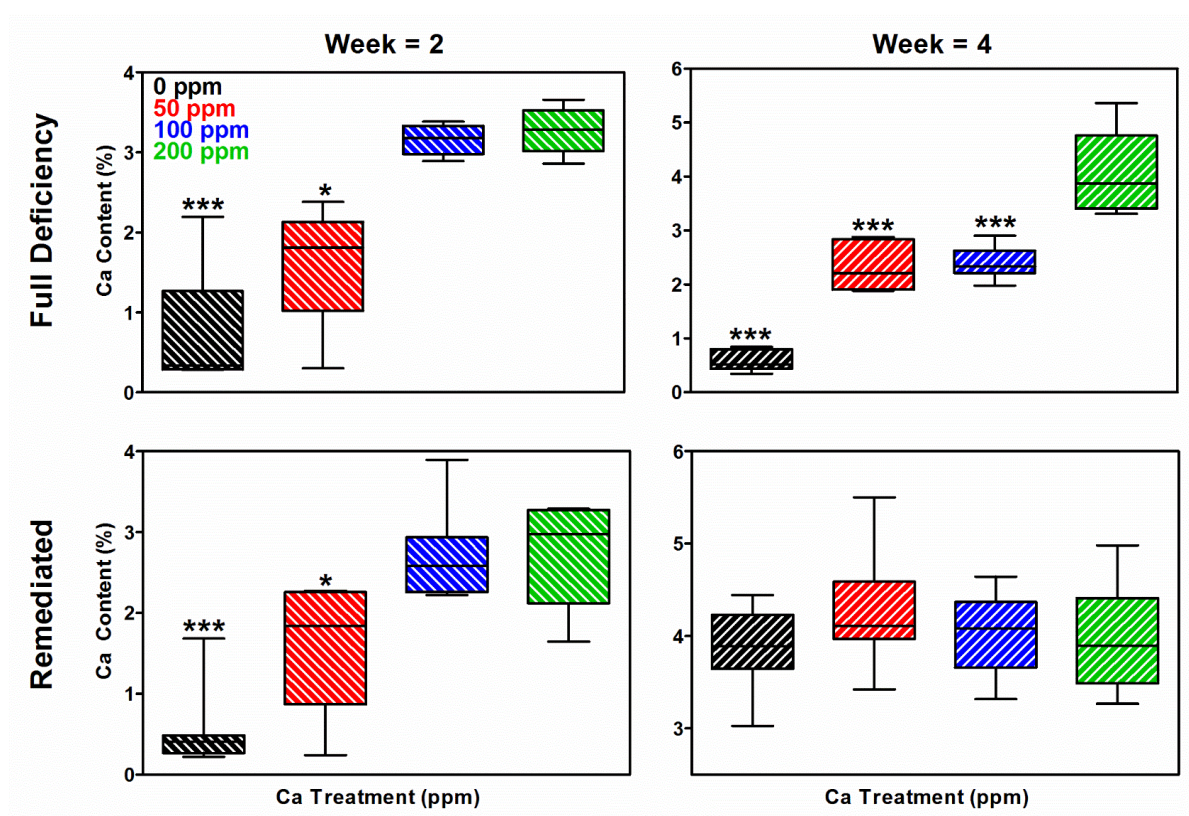 Week = 2
Week = 4
Full Deficiency
Ca Content (%)
4
3
2
1
0
0 ppm
50 ppm
100 ppm
200 ppm
***
*
6
5
4
3
2
1
0
***
***
***
Remediated
Ca Content (%)
4
3
2
1
0
***
*
6
5
4
3
Ca Treatment (ppm)
Ca Treatment (ppm)